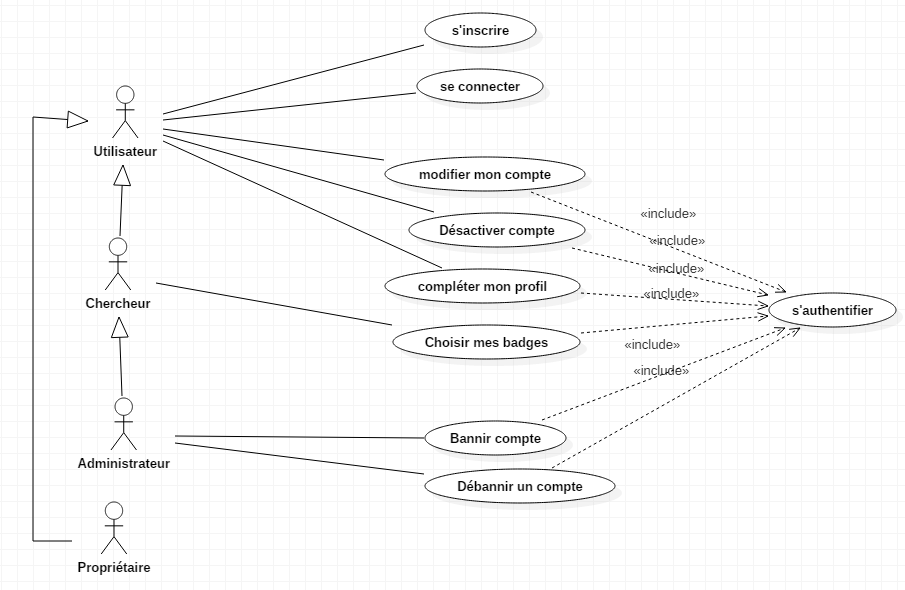 s'inscrire
se connecter
Utilisateur
modifier mon compte
«include»
Désactiver compte
«include»
«include»
compléter mon profil
«include»
Chercheur
s'authentifier
Choisir mes badges
«include»
«include»
Bannir compte
Administrateur
Débannir un compte
Propriétaire